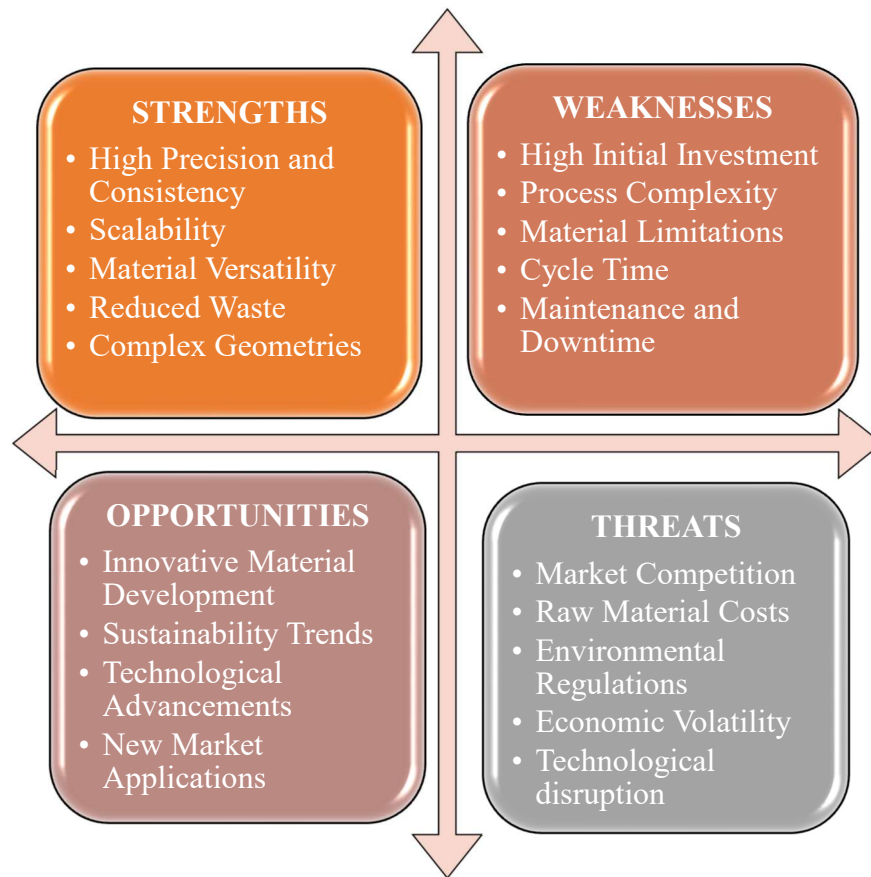 STRENGTHS
• High Precision and
Consistency
• Scalability
• Material Versatility
• Reduced Waste
• Complex Geometries
WEAKNESSES
• High Initial Investment
• Process Complexity
• Material Limitations
• Cycle Time
• Maintenance and
Downtime
OPPORTUNITIES
• Innovative Material
Development
• Sustainability Trends
• Technological
Advancements
• New Market
Applications
THREATS
• Market Competition
• Raw Material Costs
• Environmental
Regulations
• Economic Volatility
• Technological
disruption